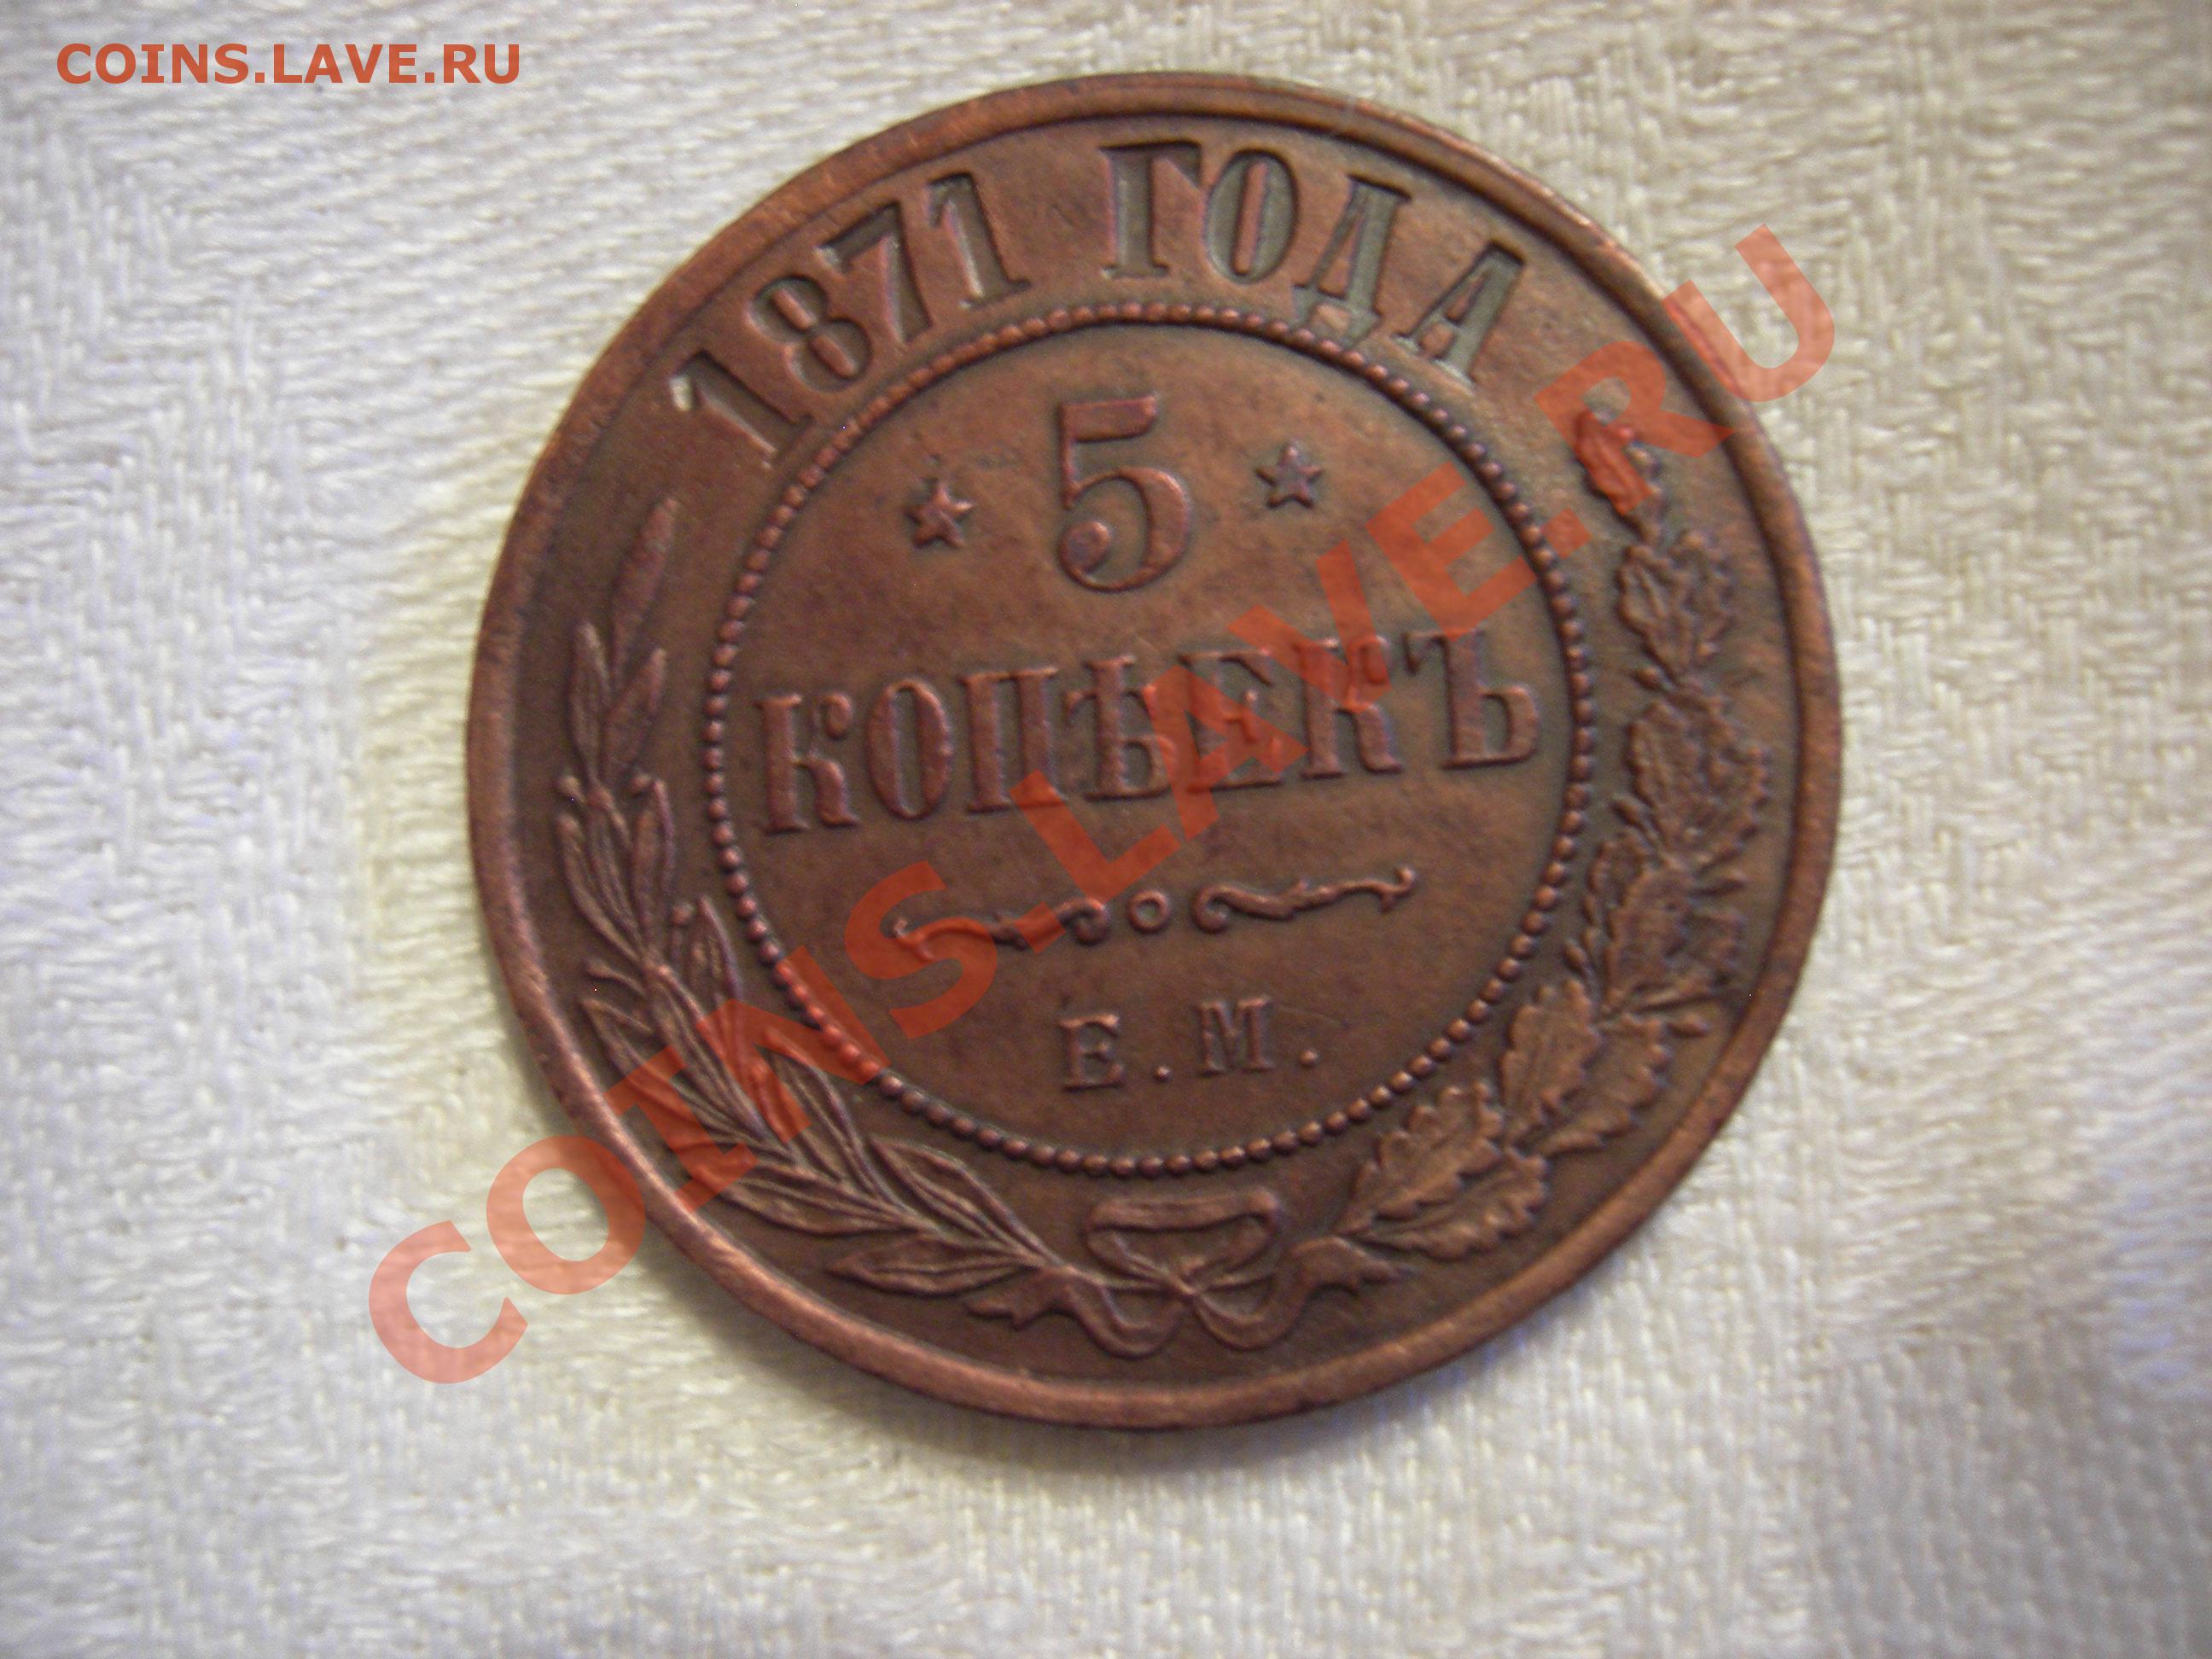 COINS.LAVE.RU
1871 ГОДА
5
КОПѢЕКЪ
Е.М.
COINS.LAVE.RU